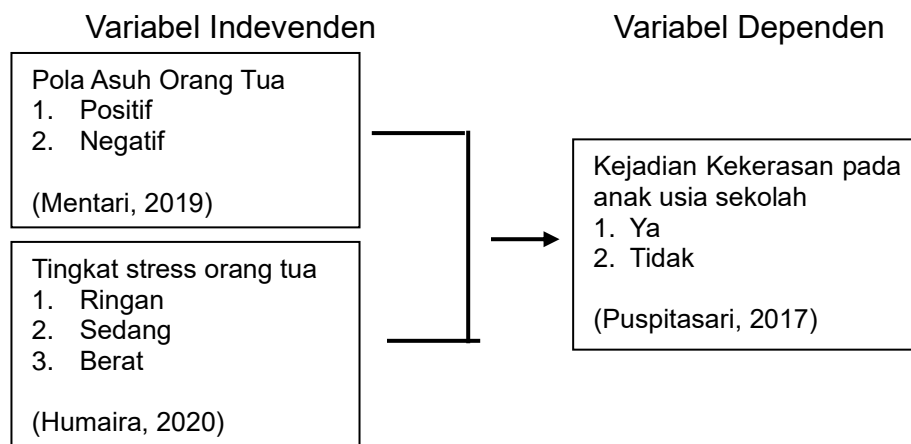 Variabel Indevenden
Pola Asuh Orang Tua
1. Positif
2. Negatif
(Mentari, 2019)
Tingkat stress orang tua
1. Ringan
2. Sedang
3. Berat
(Humaira, 2020)
Variabel Dependen
Kejadian Kekerasan pada
anak usia sekolah
1. Ya
2. Tidak
(Puspitasari, 2017)